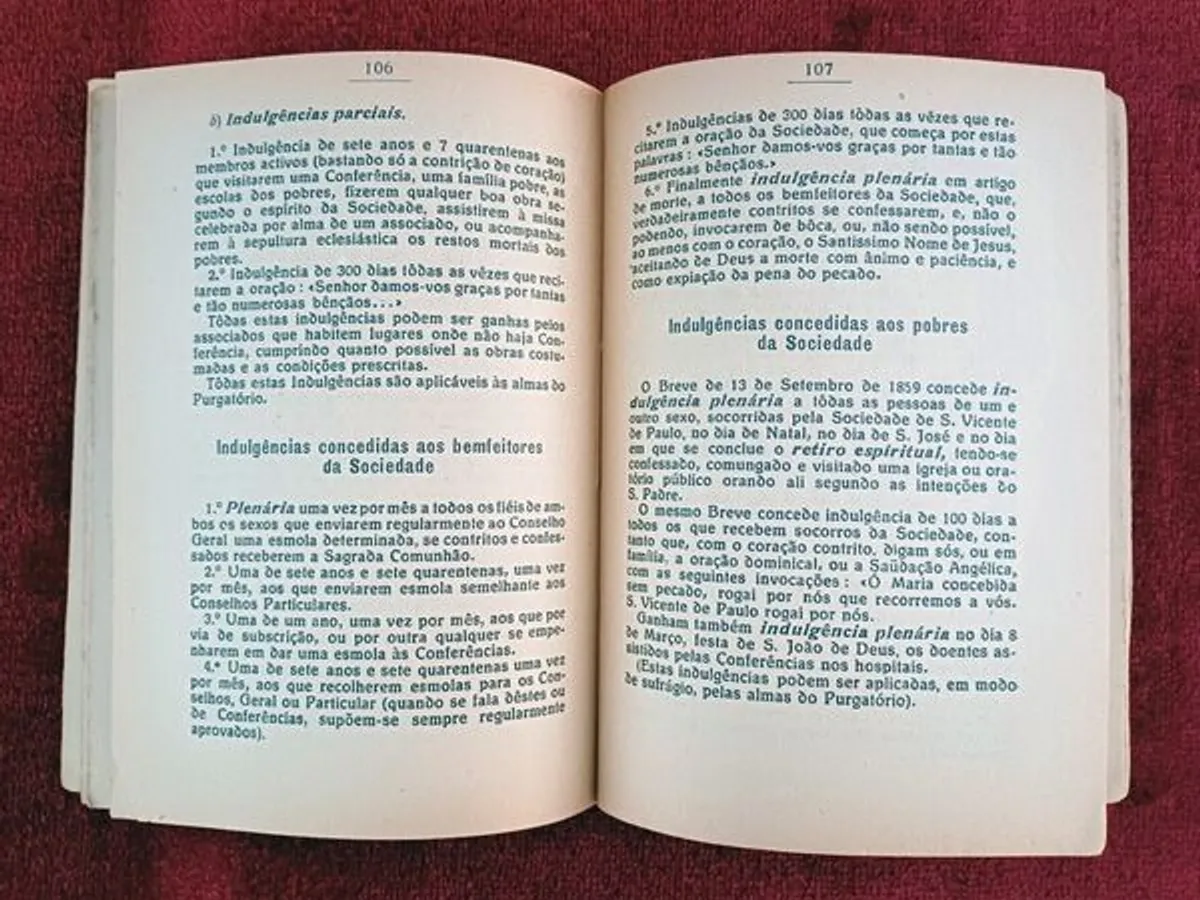 106
b) Indulgências parciais.
1.º Indulgência de sete anos e 7 quarentenas aos
membros activos (bastando só a contrição de coração)
que visitarem uma Conferência, uma família pobre, as
escolas dos pobres, fizerem qualquer boa obra se-
gundo o espírito da Sociedade, assistirem à missa
celebrada por alma de um associado, ou acompanha-
rem à sepultura eclesiástica os restos mortais dos
pobres.
2.º Indulgência de 300 dias tôdas as vêzes que reci-
tarem a oração : «Senhor damos-vos graças por tantas
e tão numerosas bênçãos...»
Tôdas estas indulgências podem ser ganhas pelos
associados que habitem lugares onde não haja Con-
ferência, cumprindo quanto possível as obras costu-
madas e as condições prescritas.
Tôdas estas Indulgências são aplicáveis às almas do
Purgatório.
Indulgências concedidas aos bemfeitores
da Sociedade
1.º Plenária uma vez por mês a todos os fiéis de am-
bos os sexos que enviarem regularmente ao Conselho
Geral uma esmola determinada, se contritos e confes-
sados receberem a Sagrada Comunhão.
2.º Uma de sete anos e sete quarentenas, uma vez
por mês, aos que enviarem esmola semelhante aos
Conselhos Particulares.
3.º Uma de um ano, uma vez por mês, aos que por
via de subscrição, ou por outra qualquer se empe-
nharem em dar uma esmola às Conferências.
4.º Uma de sete anos e sete quarentenas uma vez
por mês, aos que recolherem esmolas para os Con-
selhos, Geral ou Particular (quando se fala dêstes ou
de Conferências, supõem-se sempre regularmente
aprovados).
107
5.º Indulgências de 300 dias tôdas as vêzes que re-
citarem a oração da Sociedade, que começa por estas
palavras : «Senhor damos-vos graças por tantas e tão
numerosas bênçãos.»
6.º Finalmente indulgência plenária em artigo
de morte, a todos os bemfeitores da Sociedade, que,
verdadeiramente contritos se confessarem, e, não o
podendo, invocarem de bôca, ou, não sendo possível,
ao menos com o coração, o Santíssimo Nome de Jesus,
aceitando de Deus a morte com ânimo e paciência, e
como expiação da pena do pecado.
Indulgências concedidas aos pobres
da Sociedade
O Breve de 13 de Setembro de 1859 concede in-
dulgência plenária a tôdas as pessoas de um e
outro sexo, socorridas pela Sociedade de S. Vicente
de Paulo, no dia de Natal, no dia de S. José e no dia
em que se conclue o retiro espiritual, tendo-se
confessado, comungado e visitado uma igreja ou ora-
tório público orando ali segundo as intenções do
S. Padre.
O mesmo Breve concede indulgência de 100 dias a
todos os que recebem socorros da Sociedade, con-
tanto que, com o coração contrito, digam sós, ou em
família, a oração dominical, ou a Saüdação Angélica,
com as seguintes invocações : «Ó Maria concebida
sem pecado, rogai por nós que recorremos a vós.
S. Vicente de Paulo rogai por nós.
Ganham também indulgência plenária no dia 8
de Março, festa de S. João de Deus, os doentes as-
sistidos pelas Conferências nos hospitais.
(Estas indulgências podem ser aplicadas, em modo
de sufrágio, pelas almas do Purgatório).